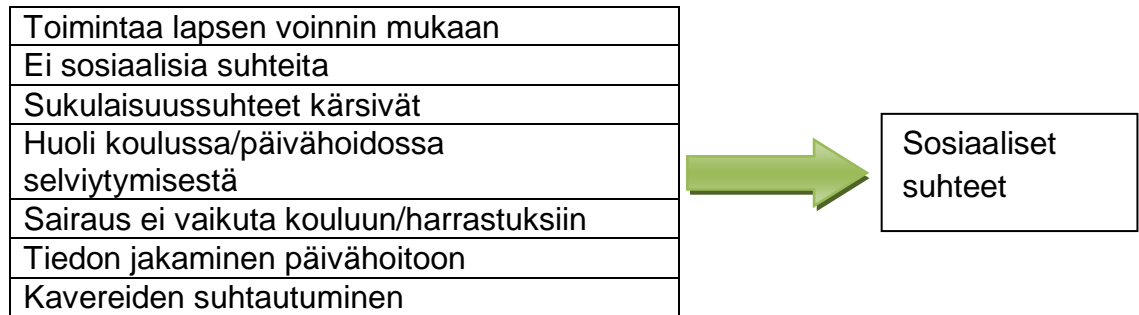 Toimintaa lapsen voinnin mukaan
Ei sosiaalisia suhteita
Sukulaisuussuhteet kärsivät
Huoli koulussa/päivähoidossa
selviytymisestä
Sairaus ei vaikuta kouluun/harrastuksiin
Tiedon jakaminen päivähoitoon
Kavereiden suhtautuminen
Sosiaaliset
suhteet